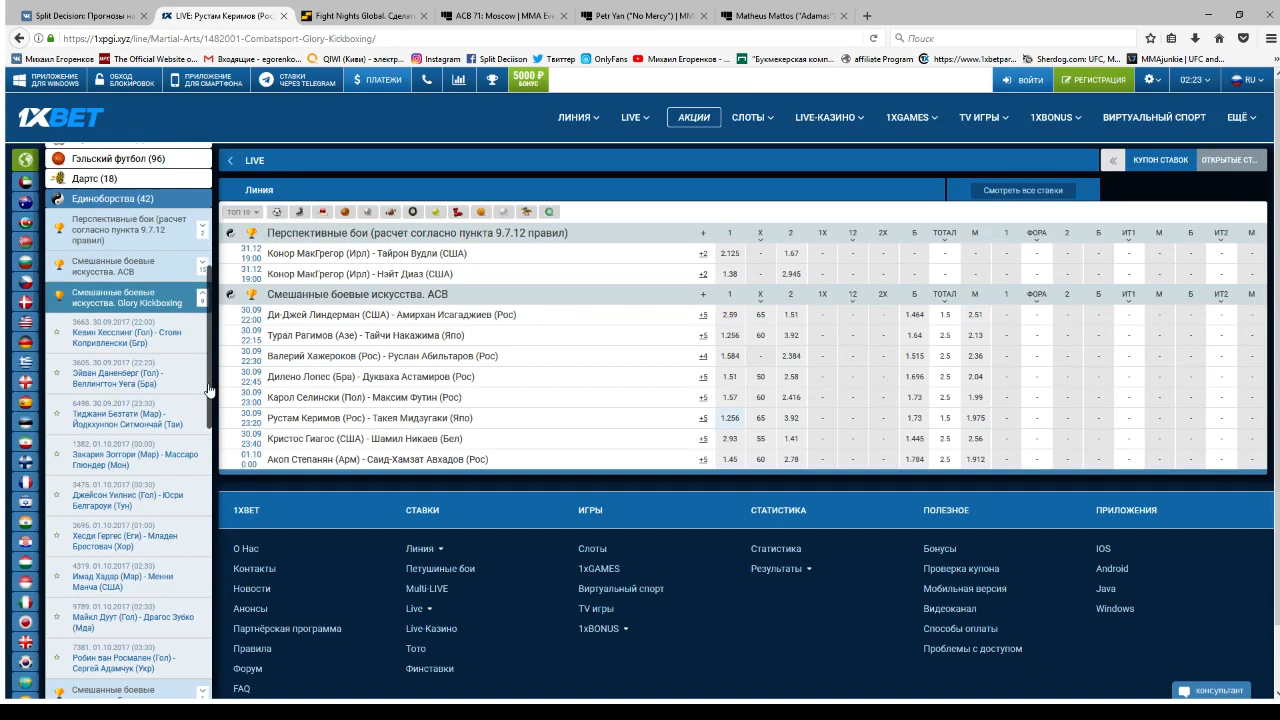 Split Decision: Прогнозы на
LIVE: Рустам Керимов (Рос)
Fight Nights Global. Сделать
ACB 71: Moscow | MMA Eve
Petr Yan ("No Mercy") | MM
Matheus Mattos ("Adamas")
https://1xpgi.xyz/line/Martial-Arts/1482001-Combatsport-Glory-Kickboxing/
Поиск
Михаил Егоренков
The Official Website o...
Входящие - egorenko...
QIWI (Киви) - электр...
Instagram
Split Decision
Твиттер
OnlyFans
Михаил Егоренков - ...
"Букмекерская комп...
affiliate Program
https://www.1xbetpar...
Sherdog.com: UFC, M...
MMAjunkie | UFC and...
ПРИЛОЖЕНИЕ ДЛЯ WINDOWS
ОБХОД БЛОКИРОВОК
ПРИЛОЖЕНИЕ ДЛЯ СМАРТФОНА
СТАВКИ ЧЕРЕЗ TELEGRAM
$ ПЛАТЕЖИ
5000 ₽ БОНУС
ВОЙТИ
РЕГИСТРАЦИЯ
02:23
RU
1XBET
ЛИНИЯ
LIVE
АКЦИИ
СЛОТЫ
LIVE-КАЗИНО
1XGAMES
TV ИГРЫ
1XBONUS
ВИРТУАЛЬНЫЙ СПОРТ
ЕЩЁ
Гэльский футбол (96)
Дартс (18)
Единоборства (42)
Перспективные бои (расчет
согласно пункта 9.7.12
правил)
2
Смешанные боевые
искусства. ACB
15
Смешанные боевые
искусства. Glory Kickboxing
9
3663. 30.09.2017 (22:00)
Кевин Хесслинг (Гол) - Стоян
Копривленски (Бгр)
3605. 30.09.2017 (22:20)
Эйван Даненберг (Гол) -
Веллингтон Уега (Бра)
6498. 30.09.2017 (23:30)
Тиджани Безтати (Мар) -
Йодкхунпон Ситмончай (Таи)
1382. 01.10.2017 (00:00)
Закария Зоггори (Мар) - Массаро
Глюндер (Мон)
3475. 01.10.2017 (00:30)
Джейсон Уилнис (Гол) - Юсри
Белгароуи (Тун)
3695. 01.10.2017 (01:00)
Хесди Гергес (Еги) - Младен
Брестовач (Хор)
4319. 01.10.2017 (02:30)
Имад Хадар (Мар) - Менни
Манча (США)
9789. 01.10.2017 (02:30)
Майкл Дуут (Гол) - Драгос Зубко
(Мда)
7381. 01.10.2017 (03:30)
Робин ван Росмален (Гол) -
Сергей Адамчук (Укр)
Смешанные боевые
LIVE
КУПОН СТАВОК
ОТКРЫТЫЕ СТ...
Линия
Смотреть все ставки
ТОП 10
Перспективные бои (расчет согласно пункта 9.7.12 правил) + 1 X 2 1X 12 2X Б ТОТАЛ М 1 ФОРА 2 Б ИТ1 М Б ИТ2 М
31.12 19:00 Конор МакГрегор (Ирл) - Тайрон Вудли (США) +2 2.125 - 1.67 - - - - - - - - - - - - - - -
31.12 19:00 Конор МакГрегор (Ирл) - Нэйт Диаз (США) +2 1.38 - 2.945 - - - - - - - - - - - - - - -
Смешанные боевые искусства. ACB + 1 X 2 1X 12 2X Б ТОТАЛ М 1 ФОРА 2 Б ИТ1 М Б ИТ2 М
30.09 22:00 Ди-Джей Линдерман (США) - Амирхан Исагаджиев (Рос) +5 2.59 65 1.51 - - - 1.464 1.5 2.51 - - - - - - - - -
30.09 22:15 Турал Рагимов (Азе) - Тайчи Накажима (Япо) +5 1.256 60 3.92 - - - 1.64 2.5 2.13 - - - - - - - - -
30.09 22:30 Валерий Хажероков (Рос) - Руслан Абильтаров (Рос) +4 1.584 - 2.384 - - - 1.515 2.5 2.36 - - - - - - - - -
30.09 22:45 Дилено Лопес (Бра) - Дукваха Астамиров (Рос) +5 1.51 50 2.58 - - - 1.696 2.5 2.04 - - - - - - - - -
30.09 23:00 Карол Селински (Пол) - Максим Футин (Рос) +5 1.57 60 2.416 - - - 1.73 2.5 1.99 - - - - - - - - -
30.09 23:20 Рустам Керимов (Рос) - Такея Мидзугаки (Япо) +5 1.256 65 3.92 - - - 1.73 2.5 1.975 - - - - - - - - -
30.09 23:40 Кристос Гиагос (США) - Шамил Никаев (Бел) +5 2.93 55 1.41 - - - 1.445 2.5 2.56 - - - - - - - - -
01.10 0:00 Акоп Степанян (Арм) - Саид-Хамзат Авхадов (Рос) +5 1.45 60 2.78 - - - 1.784 2.5 1.912 - - - - - - - - -
1XBET
СТАВКИ
ИГРЫ
СТАТИСТИКА
ПОЛЕЗНОЕ
ПРИЛОЖЕНИЯ
О Нас
Линия
Слоты
Статистика
Бонусы
IOS
Контакты
Петушиные бои
1xGAMES
Результаты
Проверка купона
Android
Новости
Multi-LIVE
Виртуальный спорт
Мобильная версия
Java
Анонсы
Live
TV игры
Видеоканал
Windows
Партнёрская программа
Live-Казино
1xBONUS
Способы оплаты
Правила
Тото
Проблемы с доступом
Форум
Финставки
FAQ
консультант